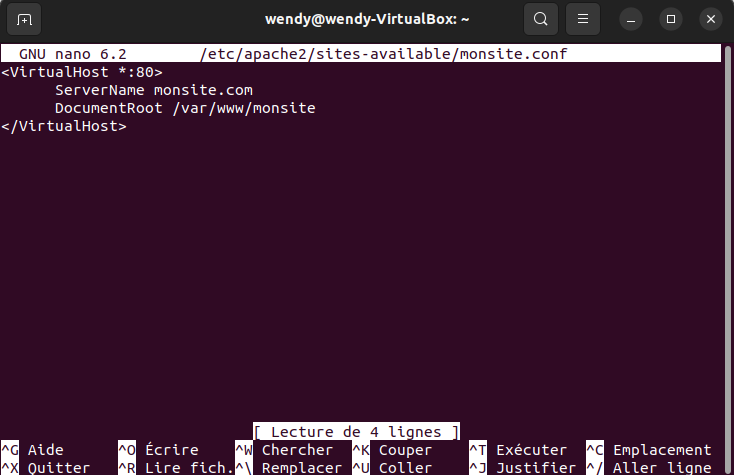 wendy@wendy-VirtualBox: ~
GNU nano 6.2 /etc/apache2/sites-available/monsite.conf
<VirtualHost *:80>
ServerName monsite.com
DocumentRoot /var/www/monsite
</VirtualHost>
[ Lecture de 4 lignes ]
^G Aide ^O Écrire ^W Chercher ^K Couper ^T Exécuter ^C Emplacement
^X Quitter ^R Lire fich. ^\ Remplacer ^U Coller ^J Justifier ^/ Aller ligne